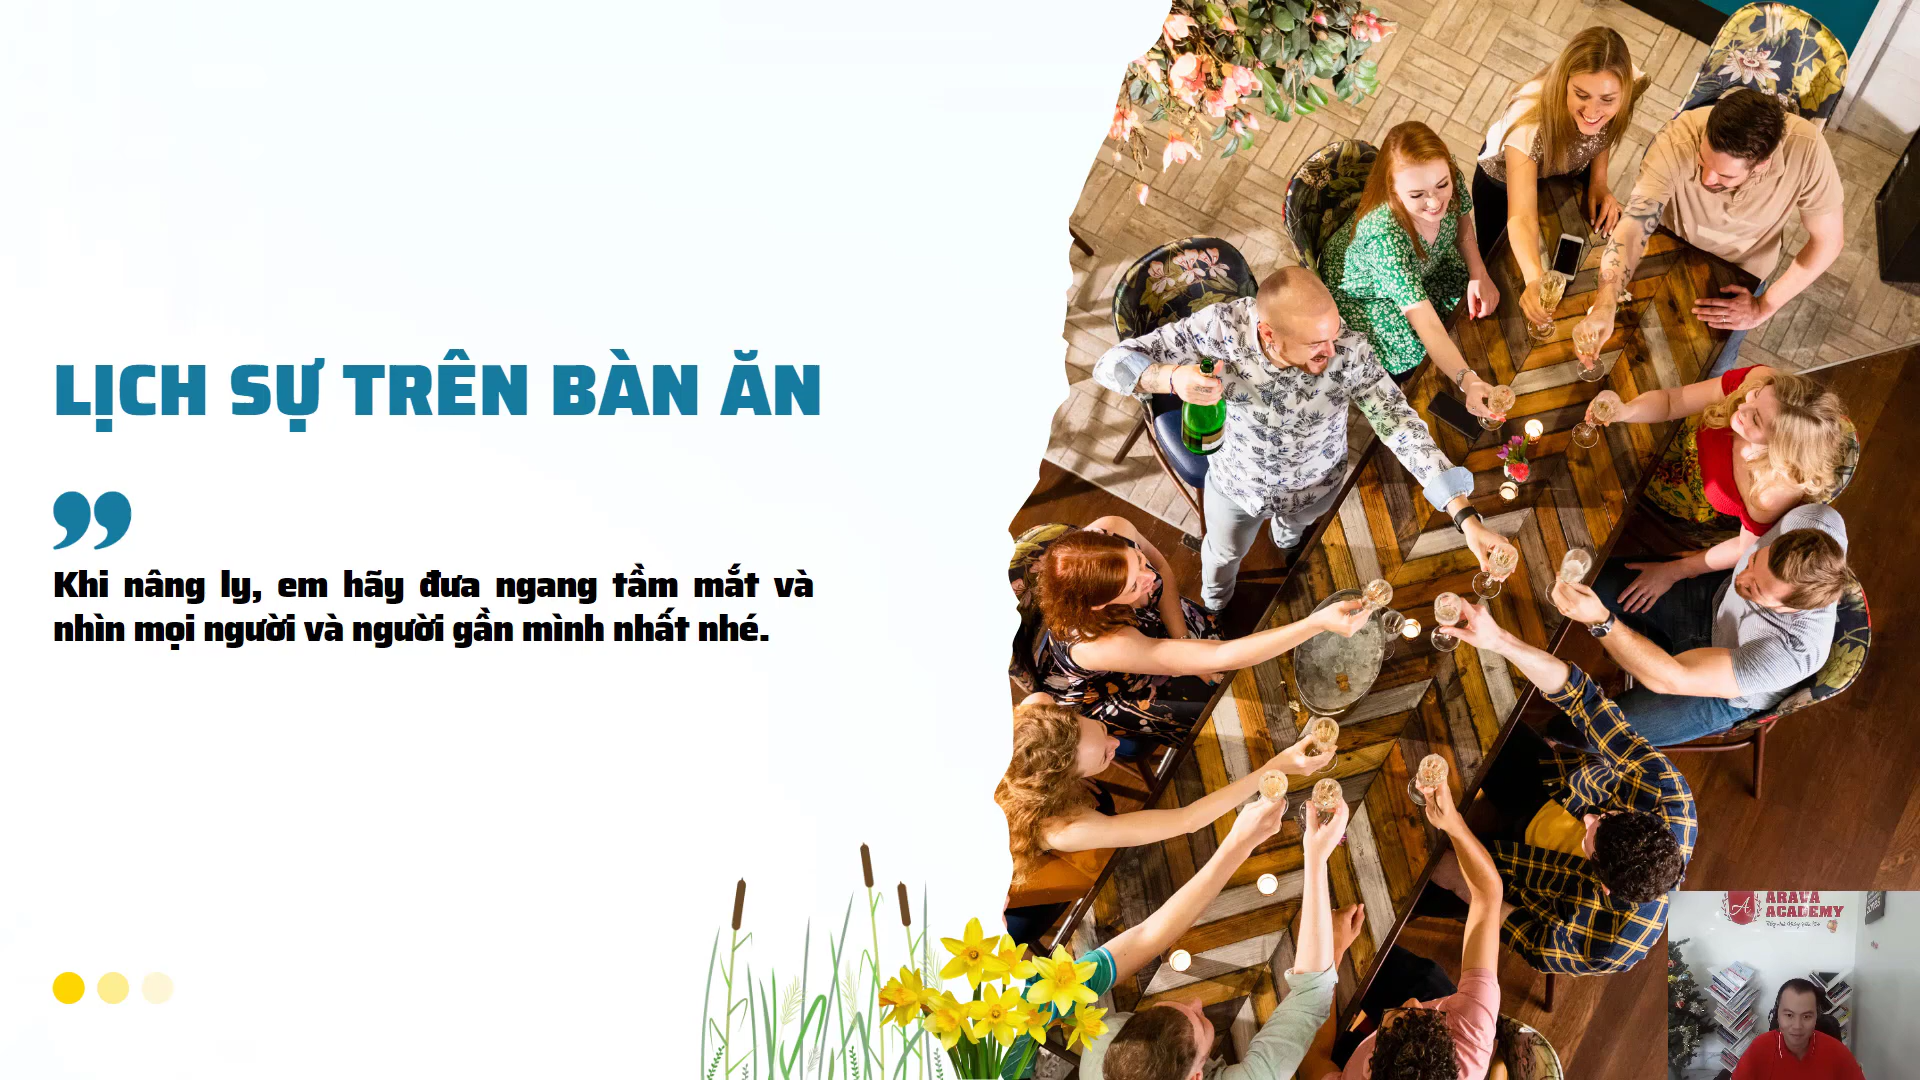 LỊCH SỰ TRÊN BÀN ĂN
Khi nâng ly, em hãy đưa ngang tầm mắt và
nhìn mọi người và người gần mình nhất nhé.
ARAVA
ACADEMY